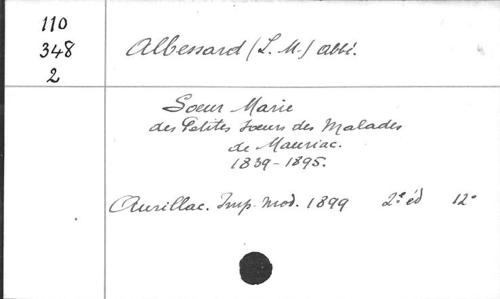 110
348
2
Albessard (L. M.) abbé.
Soeur Marie
des Petites Soeurs des Malades
de Mauriac.
1839-1895.
Aurillac. Imp. Mod. 1899 2e éd 12°